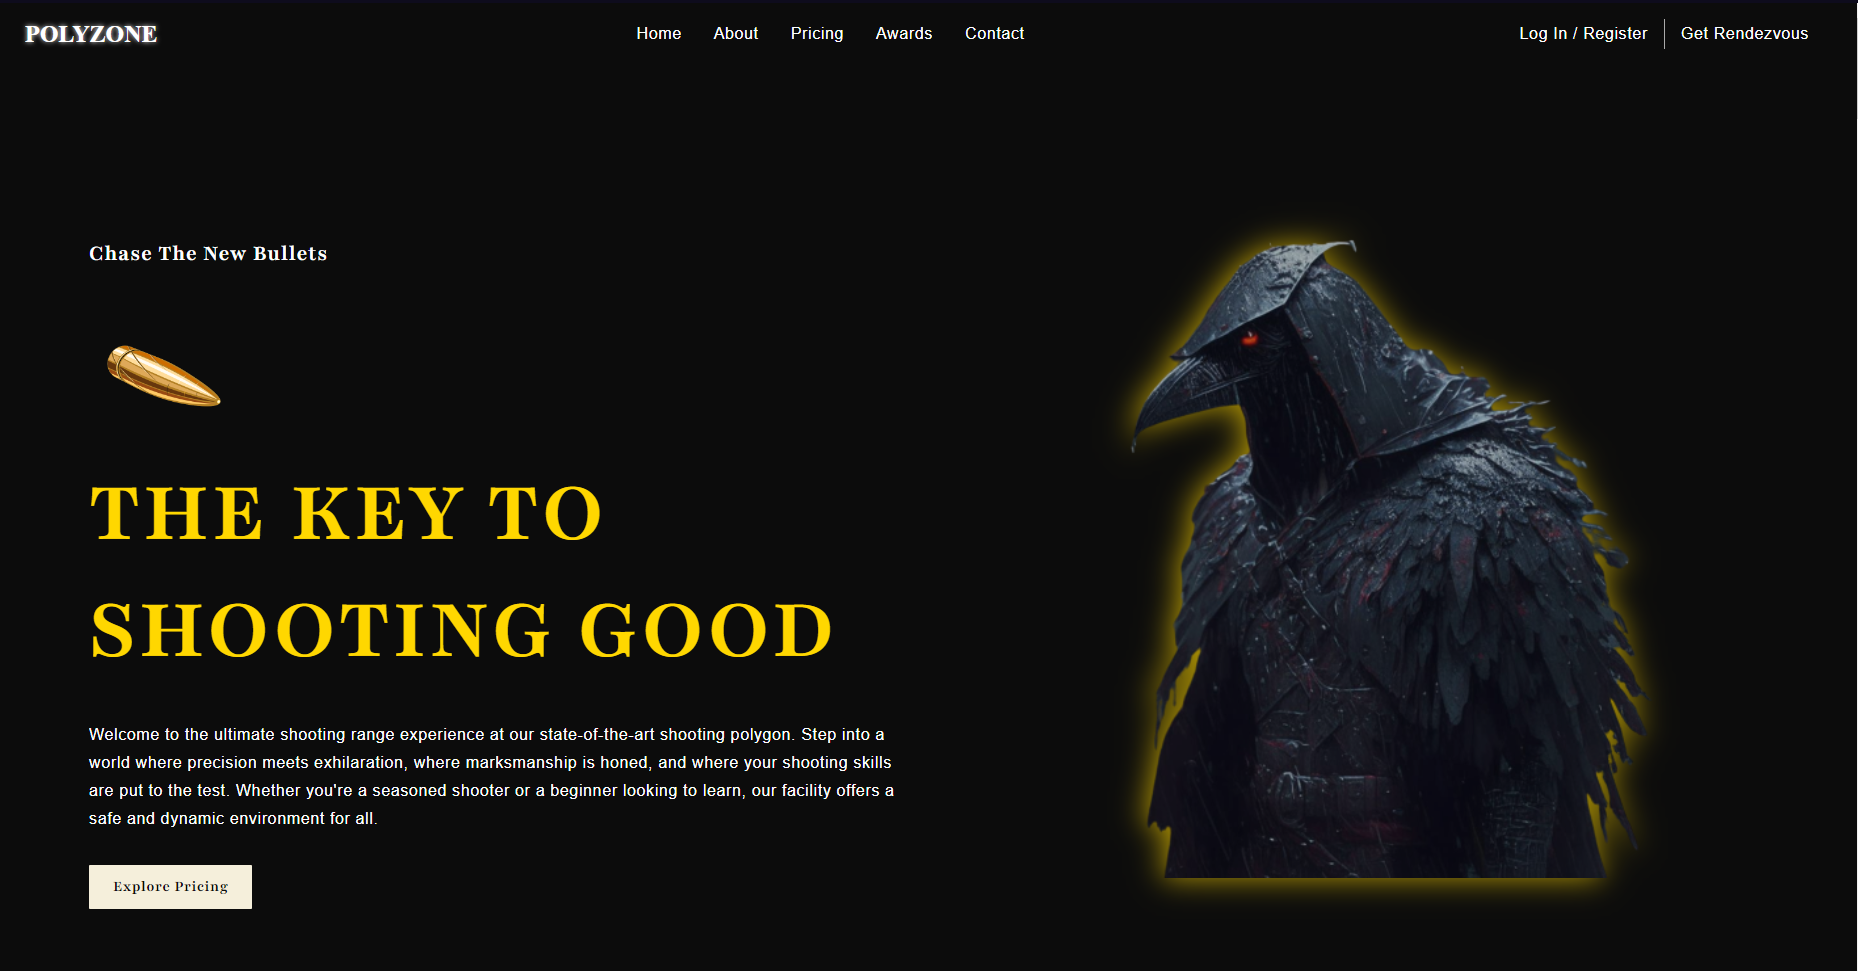 POLYZONE
Home
About
Pricing
Awards
Contact
Log In / Register
Get Rendezvous
Chase The New Bullets
THE KEY TO
SHOOTING GOOD
Welcome to the ultimate shooting range experience at our state-of-the-art shooting polygon. Step into a
world where precision meets exhilaration, where marksmanship is honed, and where your shooting skills
are put to the test. Whether you're a seasoned shooter or a beginner looking to learn, our facility offers a
safe and dynamic environment for all.
Explore Pricing